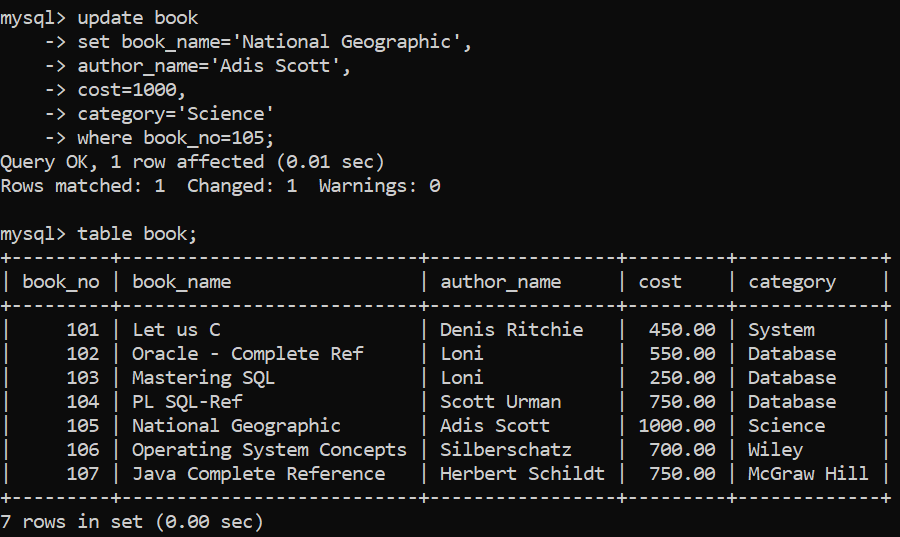 mysql> update book
    -> set book_name='National Geographic',
    -> author_name='Adis Scott',
    -> cost=1000,
    -> category='Science'
    -> where book_no=105;
Query OK, 1 row affected (0.01 sec)
Rows matched: 1  Changed: 1  Warnings: 0

mysql> table book;
+---------+---------------------------+-----------------+---------+-------------+
| book_no | book_name                 | author_name     | cost    | category    |
+---------+---------------------------+-----------------+---------+-------------+
|     101 | Let us C                  | Denis Ritchie   |  450.00 | System      |
|     102 | Oracle - Complete Ref     | Loni            |  550.00 | Database    |
|     103 | Mastering SQL             | Loni            |  250.00 | Database    |
|     104 | PL SQL-Ref                | Scott Urman     |  750.00 | Database    |
|     105 | National Geographic       | Adis Scott      | 1000.00 | Science     |
|     106 | Operating System Concepts | Silberschatz    |  700.00 | Wiley       |
|     107 | Java Complete Reference   | Herbert Schildt |  750.00 | McGraw Hill |
+---------+---------------------------+-----------------+---------+-------------+
7 rows in set (0.00 sec)